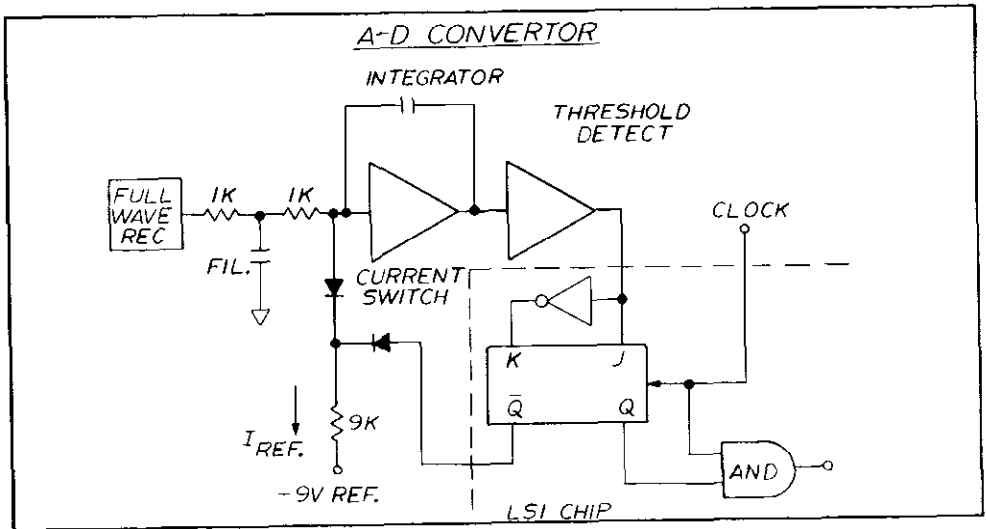 A-D CONVERTOR
INTEGRATOR
THRESHOLD
DETECT
FULL
WAVE
REC
1K
1K
CLOCK
FIL.
CURRENT
SWITCH
K
J
Q̅
Q
I REF.
9K
AND
-9V REF.
LSI CHIP